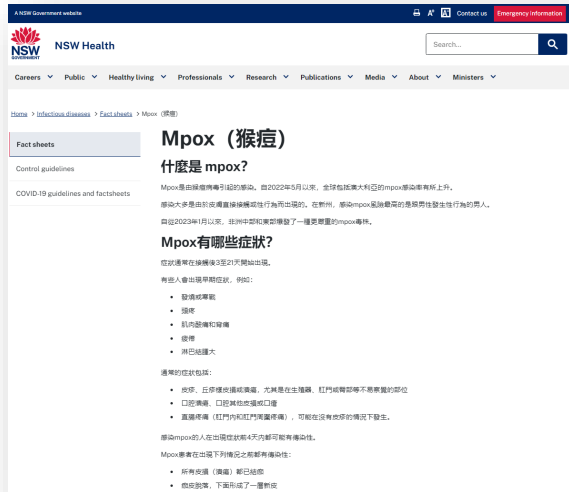 A NSW Government website
Contact us
Emergency information
NSW
GOVERNMENT
NSW Health
Search...
Careers Public Healthy living Professionals Research Publications Media About Ministers
Home > Infectious diseases > Fact sheets > Mpox (猴痘)
Fact sheets
Control guidelines
COVID-19 guidelines and factsheets
Mpox（猴痘）
什麼是 mpox？
Mpox是由猴痘病毒引起的感染。自2022年5月以來，全球包括澳大利亞的mpox感染率有所上升。
感染大多是由於皮膚直接接觸或性行為而出現的。在新州，感染mpox風險最高的是跟男性發生性行為的男人。
自從2023年1月以來，非洲中部和東部爆發了一種更嚴重的mpox毒株。
Mpox有哪些症狀？
症狀通常在接觸後3至21天開始出現。
有些人會出現早期症狀，例如：
• 發燒或寒戰
• 頭疼
• 肌肉酸痛和背痛
• 疲倦
• 淋巴結腫大
通常的症狀包括：
• 皮疹、丘疹樣皮損或潰瘍，尤其是在生殖器、肛門或臀部等不易察覺的部位
• 口腔潰瘍、口腔其他皮損或口瘡
• 直腸疼痛（肛門內和肛門周圍疼痛），可能在沒有皮疹的情況下發生。
感染mpox的人在出現症狀前4天内都可能有傳染性。
Mpox患者在出現下列情況之前都有傳染性：
• 所有皮損（潰瘍）都已結痂
• 痂皮脫落，下面形成了一層新皮